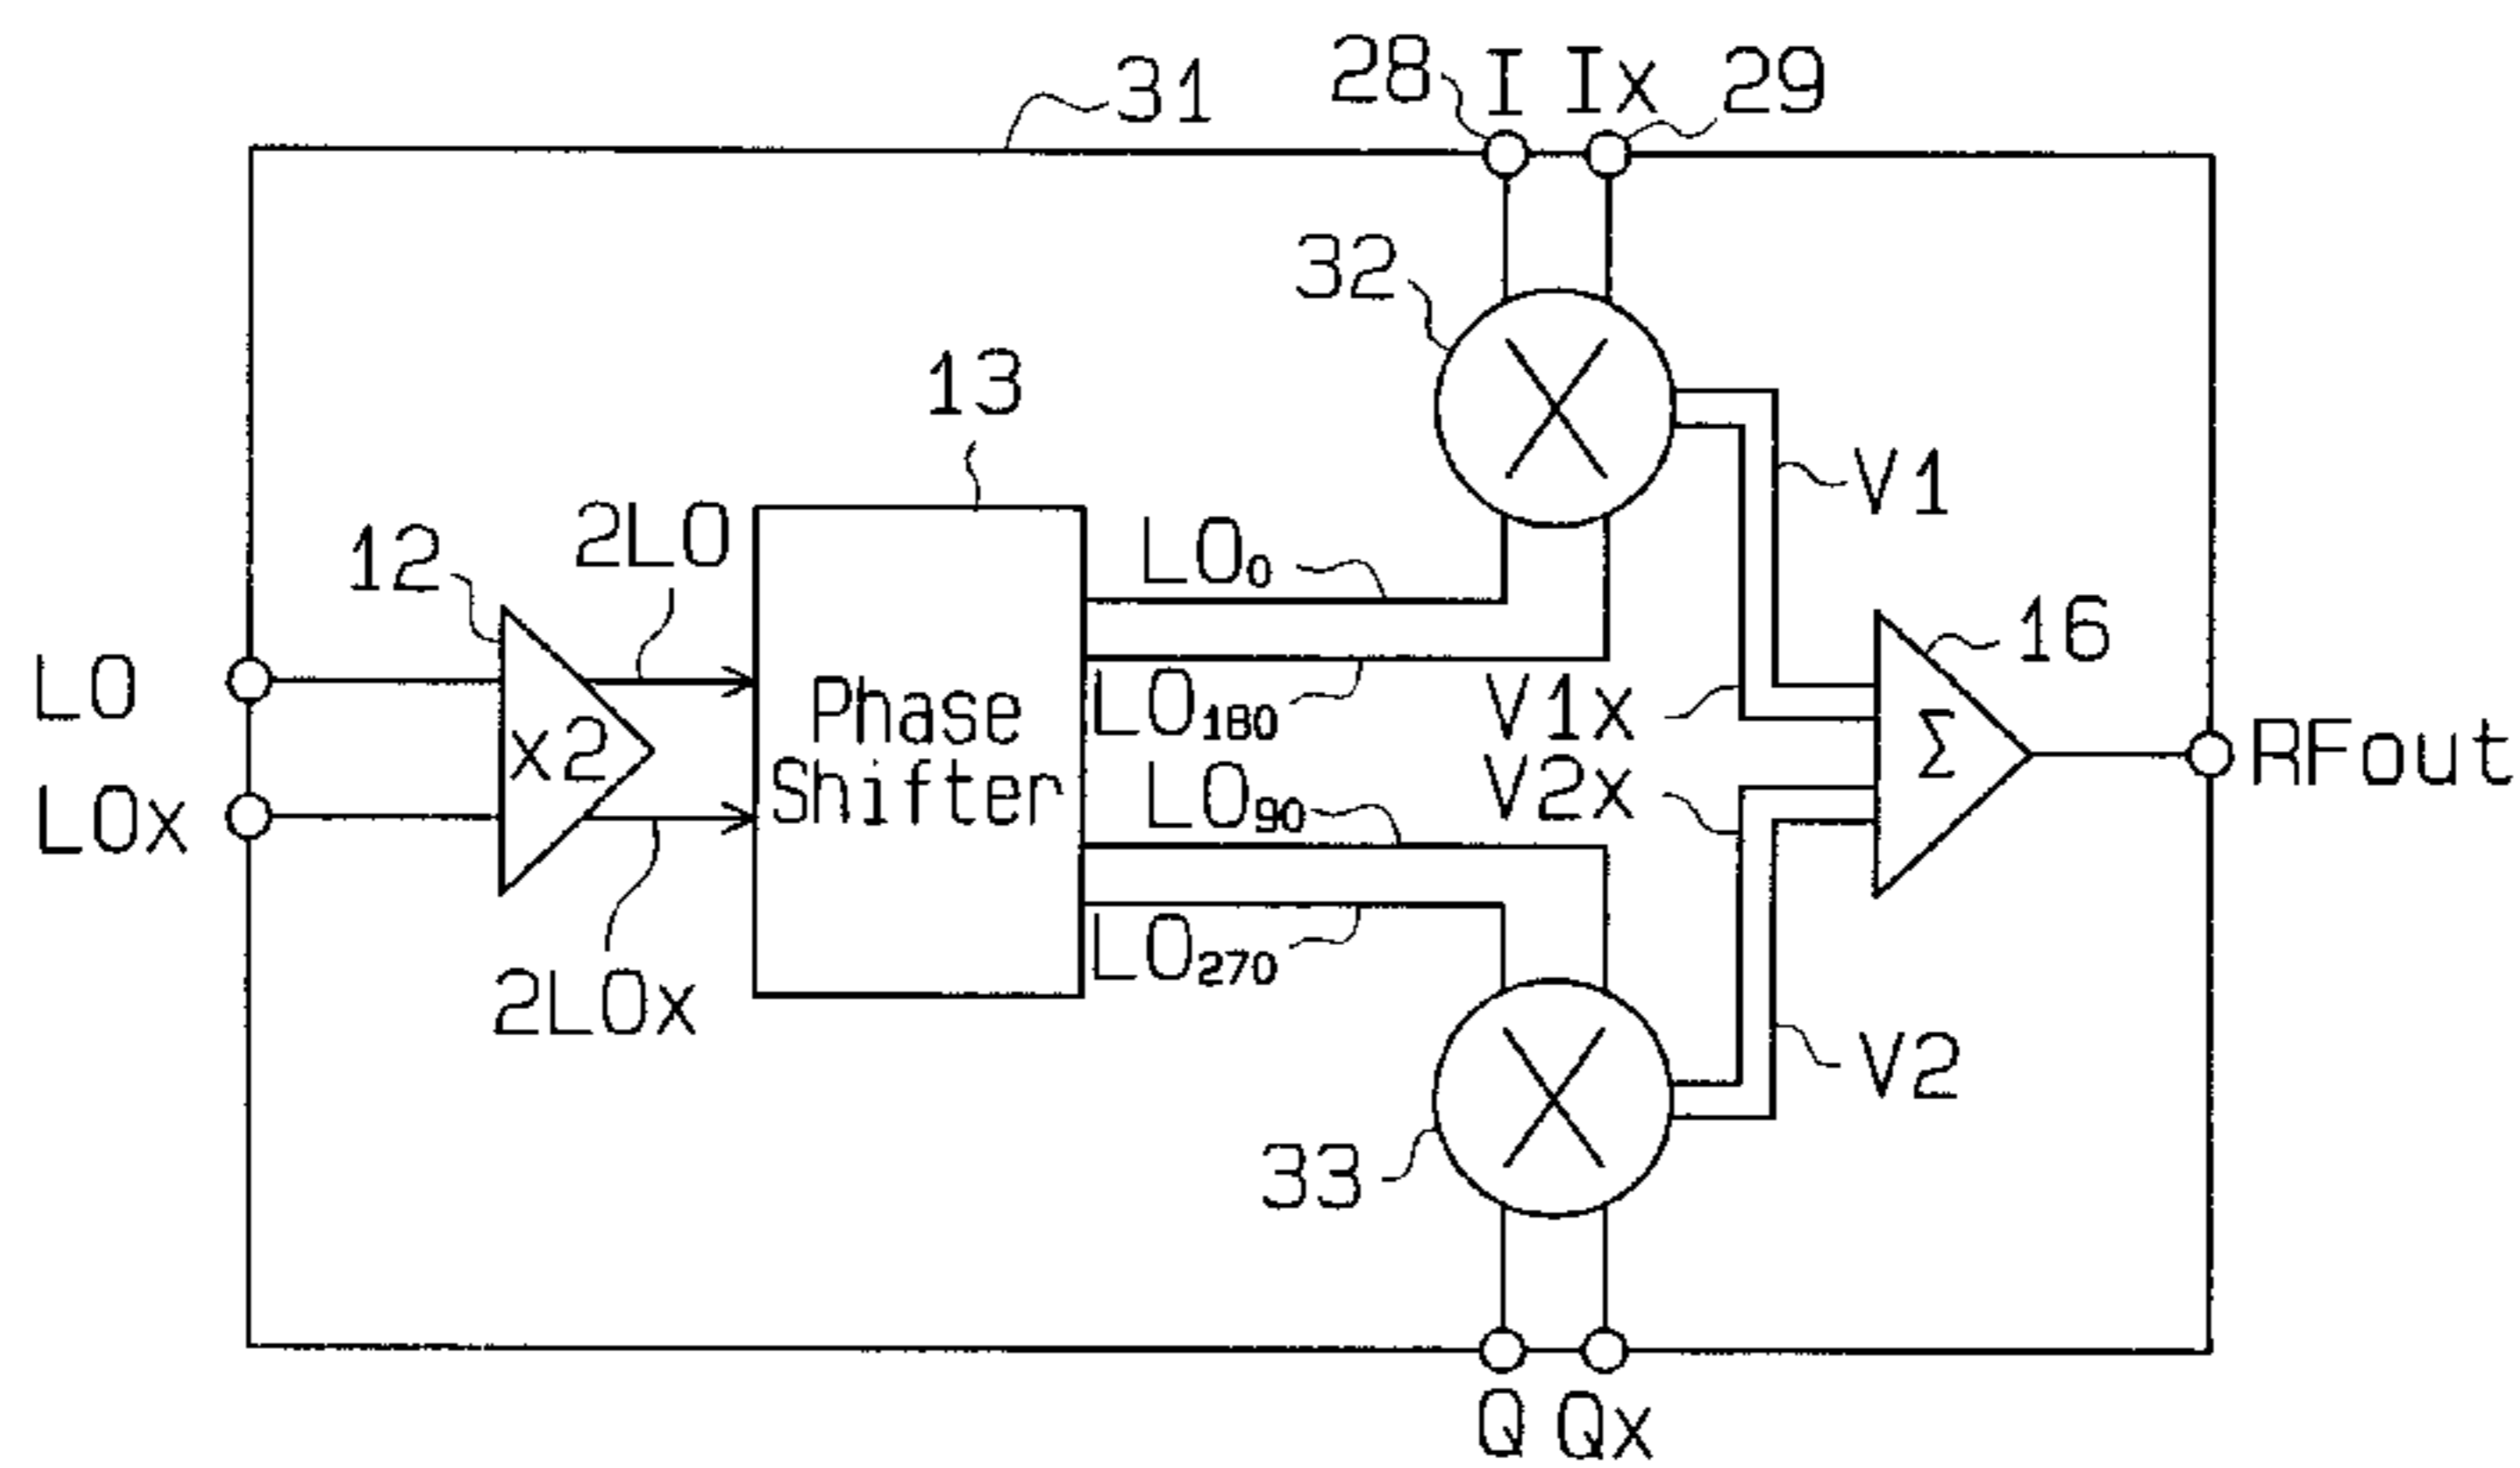 31
28
I
Ix
29
32
13
12
2LO
LO0
V1
16
LO
x2
Phase
Shifter
LO180
V1x
V2x
RFout
LOx
LO90
LO270
2LOx
Σ
V2
33
Q
Qx